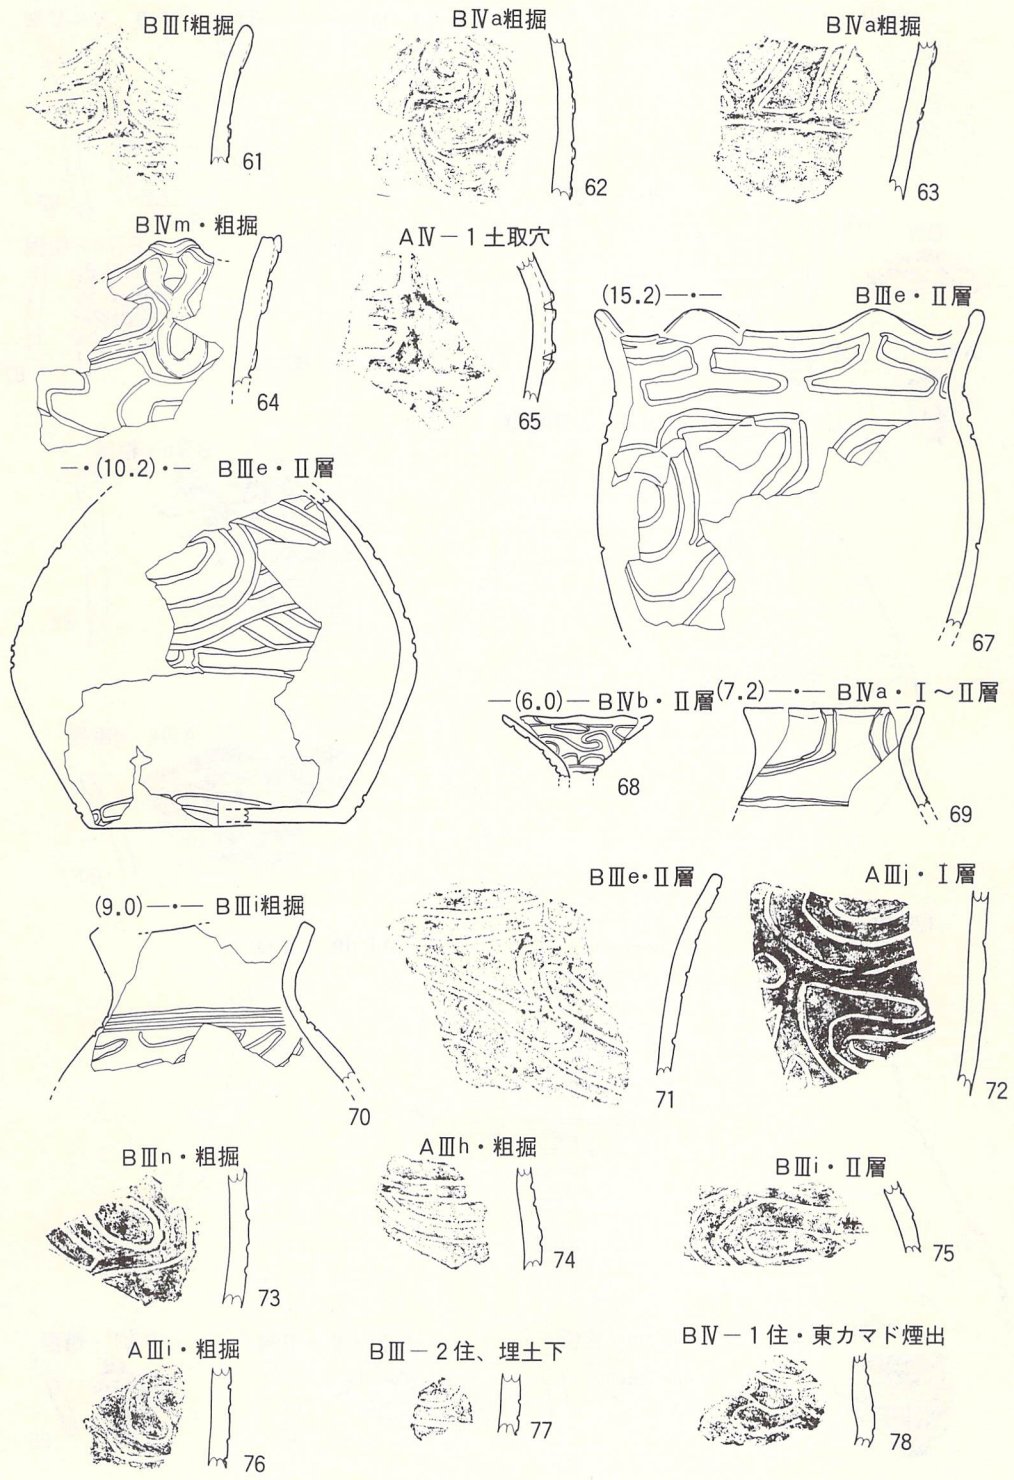 BⅢf粗掘
61
BⅣa粗掘
62
BⅣa粗掘
63
BⅣm・粗掘
64
AⅣ－1土取穴
65
(15.2)―・― BⅢe・Ⅱ層
67
―・(10.2)・― BⅢe・Ⅱ層
―(6.0)― BⅣb・Ⅱ層
68
(7.2)―・― BⅣa・Ⅰ～Ⅱ層
69
(9.0)―・― BⅢi粗掘
70
BⅢe・Ⅱ層
71
AⅢj・Ⅰ層
72
BⅢn・粗掘
73
AⅢh・粗掘
74
BⅢi・Ⅱ層
75
AⅢi・粗掘
76
BⅢ－2住、埋土下
77
BⅣ－1住・東カマド煙出
78